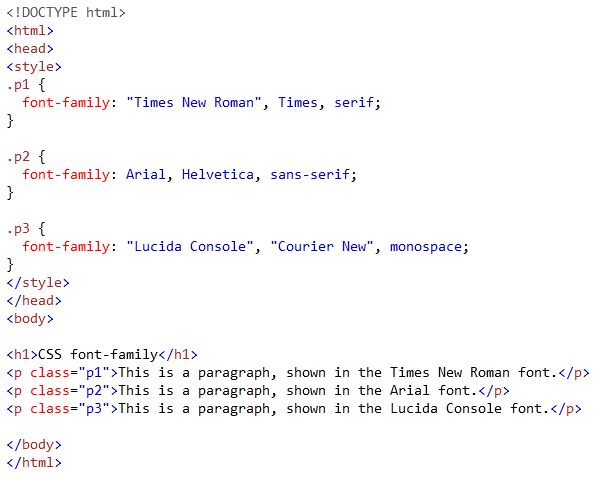 <!DOCTYPE html>
<html>
<head>
<style>
.p1 {
  font-family: "Times New Roman", Times, serif;
}

.p2 {
  font-family: Arial, Helvetica, sans-serif;
}

.p3 {
  font-family: "Lucida Console", "Courier New", monospace;
}
</style>
</head>
<body>

<h1>CSS font-family</h1>
<p class="p1">This is a paragraph, shown in the Times New Roman font.</p>
<p class="p2">This is a paragraph, shown in the Arial font.</p>
<p class="p3">This is a paragraph, shown in the Lucida Console font.</p>

</body>
</html>